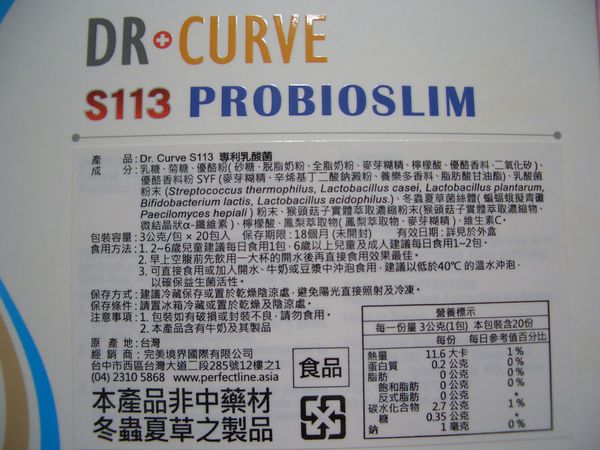 DR CURVE
S113 PROBIOSLIM
產品:Dr. Curve S113 專利乳酸菌
成分:乳糖、菊糖、優酪粉(砂糖、脫脂奶粉、全脂奶粉、麥芽糊精、檸檬酸、優酪香料、二氧化矽)、
優酪香料粉 SYF (麥芽糊精、辛烯基丁二酸鈉澱粉、養樂多香料、脂肪酸甘油酯)、乳酸菌
粉末 (Streptococcus thermophilus, Lactobacillus casei, Lactobacillus plantarum,
Bifidobacterium lactis, Lactobacillus acidophilus.)、冬蟲夏草菌絲體( 蝙蝠蛾擬青黴
Paecilomyces hepiali ) 粉末、猴頭菇子實體萃取濃縮粉末(猴頭菇子實體萃取濃縮物、
微結晶狀α-纖維素 )、檸檬酸、鳳梨萃取物( 鳳梨萃取物、麥芽糊精 )、維生素C。
包裝容量:3公克/包 × 20包入 保存期限:18個月 (未開封) 有效日期:詳見於外盒
食用方法:1. 2~6歲兒童建議每日食用1包,6歲以上兒童及成人建議每日食用1~2包。
2. 早上空腹前先飲用一大杯的開水後再直接食用效果最佳。
3. 可直接食用或加入開水、牛奶或豆漿中沖泡食用,建議以低於40℃ 的溫水沖泡,
以確保益生菌活性。
保存方式:建議冷藏保存或置於乾燥陰涼處,避免陽光直接照射及冷凍。
保存條件:請置冰箱冷藏或置於乾燥及陰涼處。
注意事項:1. 包裝如有破損或封裝不良,請勿食用。
2. 本產品含有牛奶及其製品
原產地:台灣
經銷商:完美境界國際有限公司
台中市西區台灣大道二段285號12樓之1
(04) 2310 5868 www.perfectline.asia
本產品非中藥材
冬蟲夏草之製品
食品
營養標示
每一份量 3公克(1包) 本包裝含20份
每份 每日參考值百分比
熱量 11.6 大卡 1%
蛋白質 0.2 公克 0%
脂肪 0 公克 0%
飽和脂肪 0 公克 0%
反式脂肪 0 公克 *
碳水化合物 2.7 公克 1%
糖 0.35 公克 *
鈉 1 毫克 0%